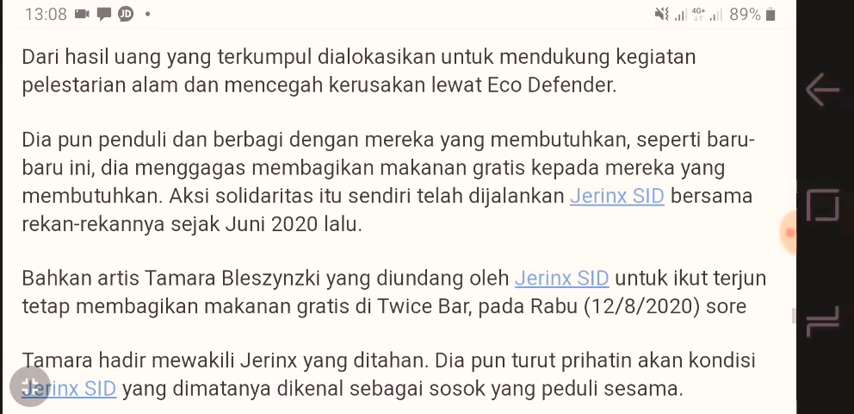 13:08 JD • 4G+ 89%
Dari hasil uang yang terkumpul dialokasikan untuk mendukung kegiatan
pelestarian alam dan mencegah kerusakan lewat Eco Defender.
Dia pun penduli dan berbagi dengan mereka yang membutuhkan, seperti baru-
baru ini, dia menggagas membagikan makanan gratis kepada mereka yang
membutuhkan. Aksi solidaritas itu sendiri telah dijalankan Jerinx SID bersama
rekan-rekannya sejak Juni 2020 lalu.
Bahkan artis Tamara Bleszynzki yang diundang oleh Jerinx SID untuk ikut terjun
tetap membagikan makanan gratis di Twice Bar, pada Rabu (12/8/2020) sore
Tamara hadir mewakili Jerinx yang ditahan. Dia pun turut prihatin akan kondisi
Jerinx SID yang dimatanya dikenal sebagai sosok yang peduli sesama.